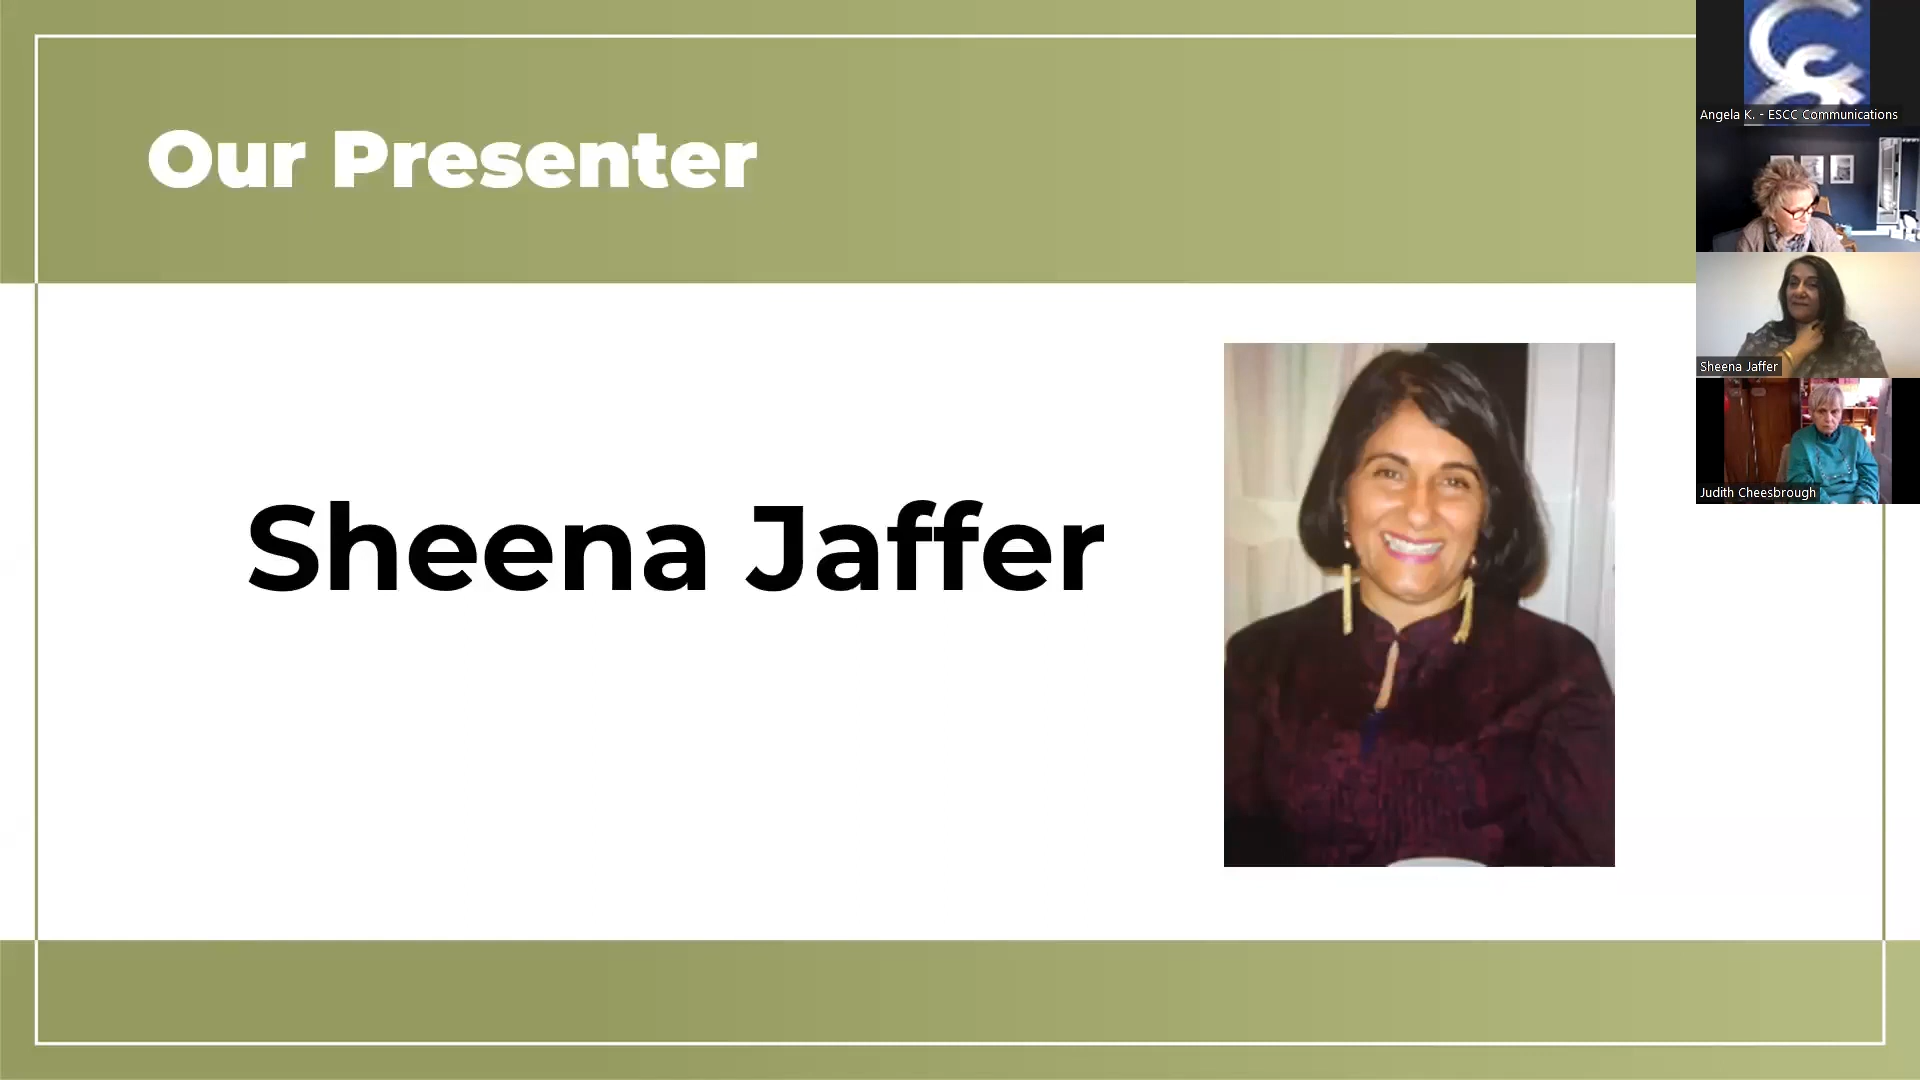 Our Presenter
Sheena Jaffer
Angela K. - ESCC Communications
Sheena Jaffer
Judith Cheesbrough